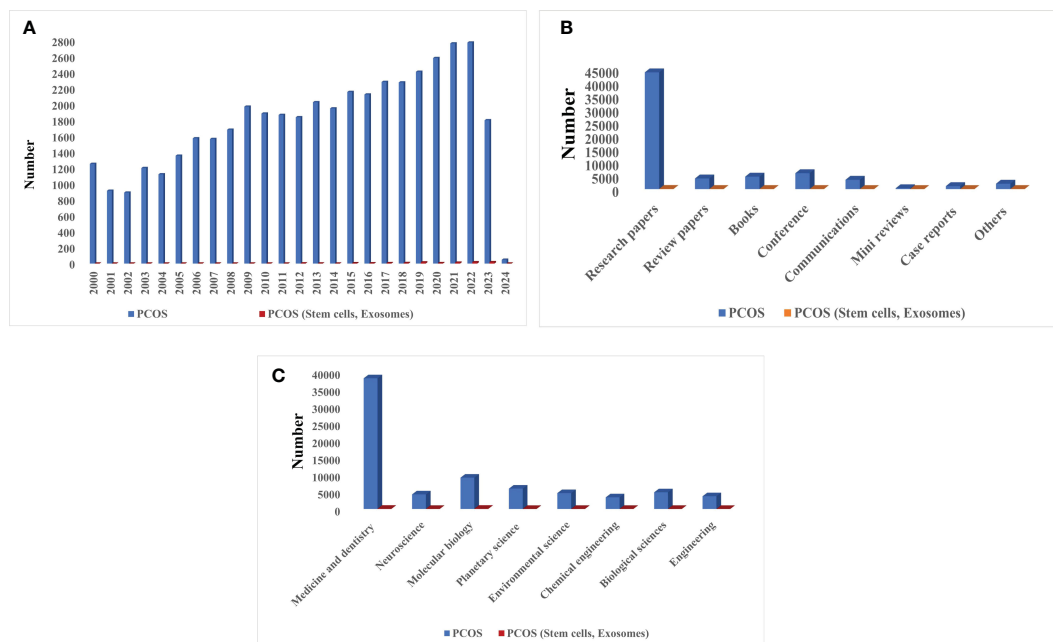 A
Number
2800
2600
2400
2200
2000
1800
1600
1400
1200
1000
800
600
400
200
0
2000 2001 2002 2003 2004 2005 2006 2007 2008 2009 2010 2011 2012 2013 2014 2015 2016 2017 2018 2019 2020 2021 2022 2023 2024
PCOS PCOS (Stem cells, Exosomes)
B
Number
45000
40000
35000
30000
25000
20000
15000
10000
5000
0
Research papers Review papers Books Conference Communications Mini reviews Case reports Others
PCOS PCOS (Stem cells, Exosomes)
C
Number
40000
35000
30000
25000
20000
15000
10000
5000
0
Medicine and dentistry Neuroscience Molecular biology Planetary science Environmental science Chemical engineering Biological sciences Engineering
PCOS PCOS (Stem cells, Exosomes)